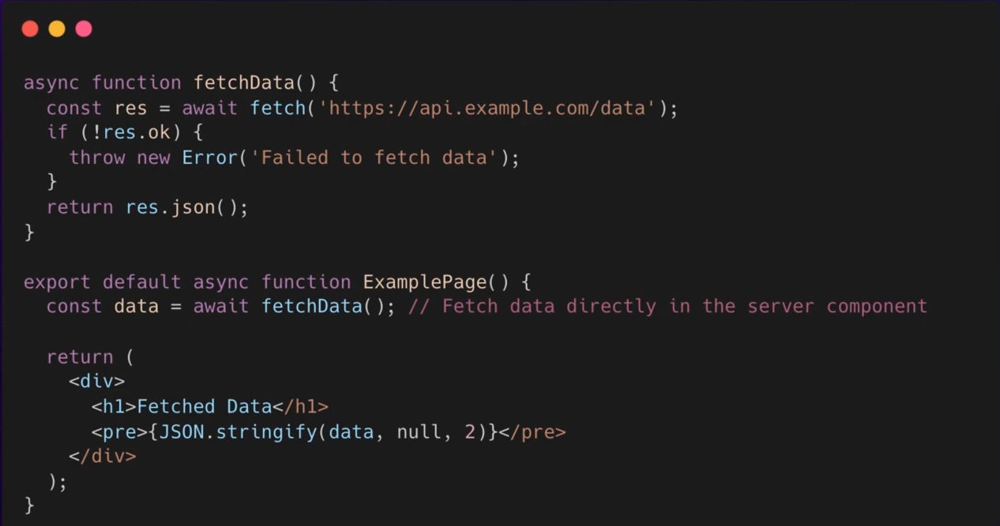 async function fetchData() {
  const res = await fetch('https://api.example.com/data');
  if (!res.ok) {
    throw new Error('Failed to fetch data');
  }
  return res.json();
}

export default async function ExamplePage() {
  const data = await fetchData(); // Fetch data directly in the server component

  return (
    <div>
      <h1>Fetched Data</h1>
      <pre>{JSON.stringify(data, null, 2)}</pre>
    </div>
  );
}